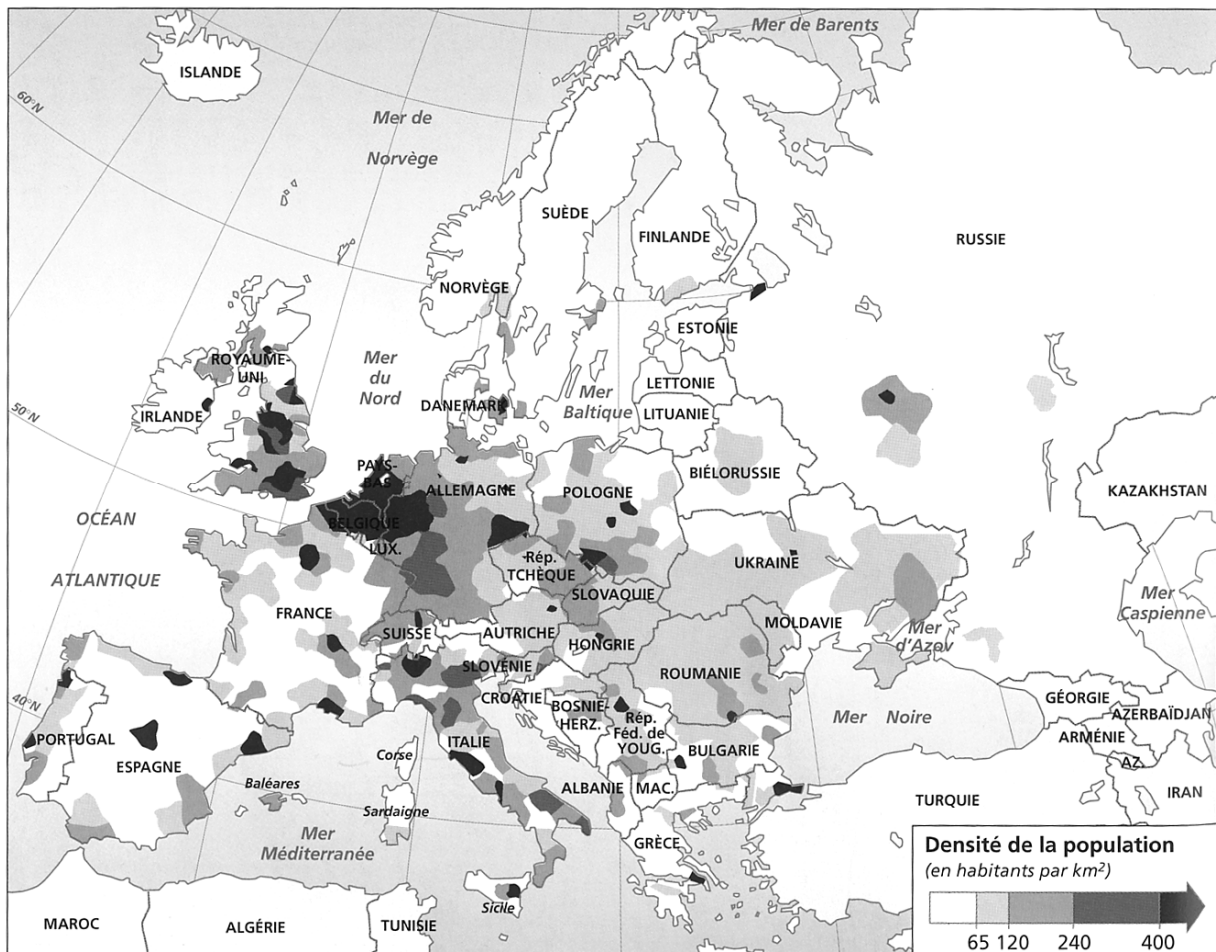 Mer de Barents
ISLANDE
60°N
Mer de
Norvège
SUÈDE
FINLANDE
RUSSIE
NORVÈGE
ESTONIE
ROYAUME-
UNI
Mer
du
Nord
LETTONIE
DANEMARK
Mer
Baltique
LITUANIE
IRLANDE
50°N
PAYS-
BAS
ALLEMAGNE
POLOGNE
BIÉLORUSSIE
KAZAKHSTAN
OCÉAN
ATLANTIQUE
BELGIQUE
LUX.
Rép.
TCHÈQUE
UKRAINE
SLOVAQUIE
Mer
Caspienne
FRANCE
SUISSE
AUTRICHE
HONGRIE
MOLDAVIE
Mer
d'Azov
SLOVÉNIE
ROUMANIE
CROATIE
40°N
BOSNIE-
HERZ.
Rép.
Féd. de
YOUG.
Mer Noire
GÉORGIE
AZERBAÏDJAN
ARMÉNIE
AZ.
IRAN
PORTUGAL
ESPAGNE
ITALIE
Corse
BULGARIE
Baléares
Sardaigne
ALBANIE
MAC.
TURQUIE
Mer
Méditerranée
GRÈCE
Sicile
MAROC
ALGÉRIE
TUNISIE
Densité de la population
(en habitants par km²)
65 120 240 400